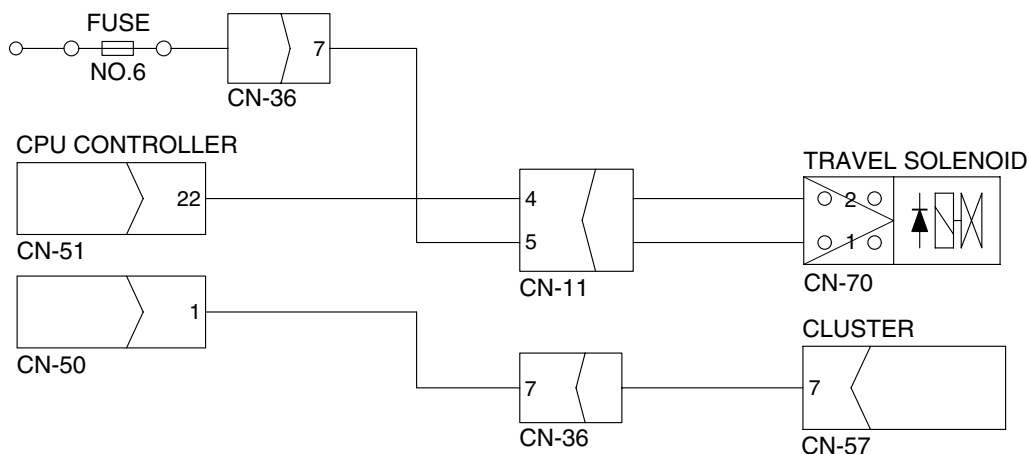 FUSE
NO.6
7
CN-36
CPU CONTROLLER
22
CN-51
4
5
CN-11
TRAVEL SOLENOID
2
1
CN-70
1
CN-50
7
CN-36
CLUSTER
7
CN-57